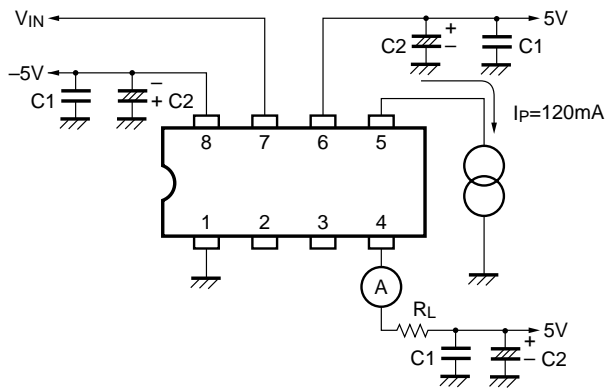 VIN
5V
C2
+
–
C1
–5V
C1
–
+ C2
IP=120mA
8 7 6 5
1 2 3 4
A
RL
5V
C1
+
– C2